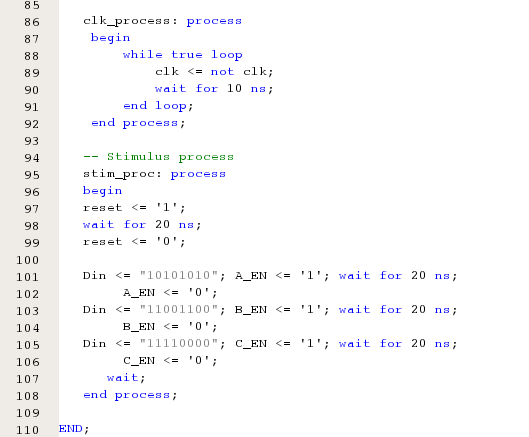 85
86 clk_process: process
87 begin
88 while true loop
89 clk <= not clk;
90 wait for 10 ns;
91 end loop;
92 end process;
93
94 -- Stimulus process
95 stim_proc: process
96 begin
97 reset <= '1';
98 wait for 20 ns;
99 reset <= '0';
100
101 Din <= "10101010"; A_EN <= '1'; wait for 20 ns;
102 A_EN <= '0';
103 Din <= "11001100"; B_EN <= '1'; wait for 20 ns;
104 B_EN <= '0';
105 Din <= "11110000"; C_EN <= '1'; wait for 20 ns;
106 C_EN <= '0';
107 wait;
108 end process;
109
110 END;